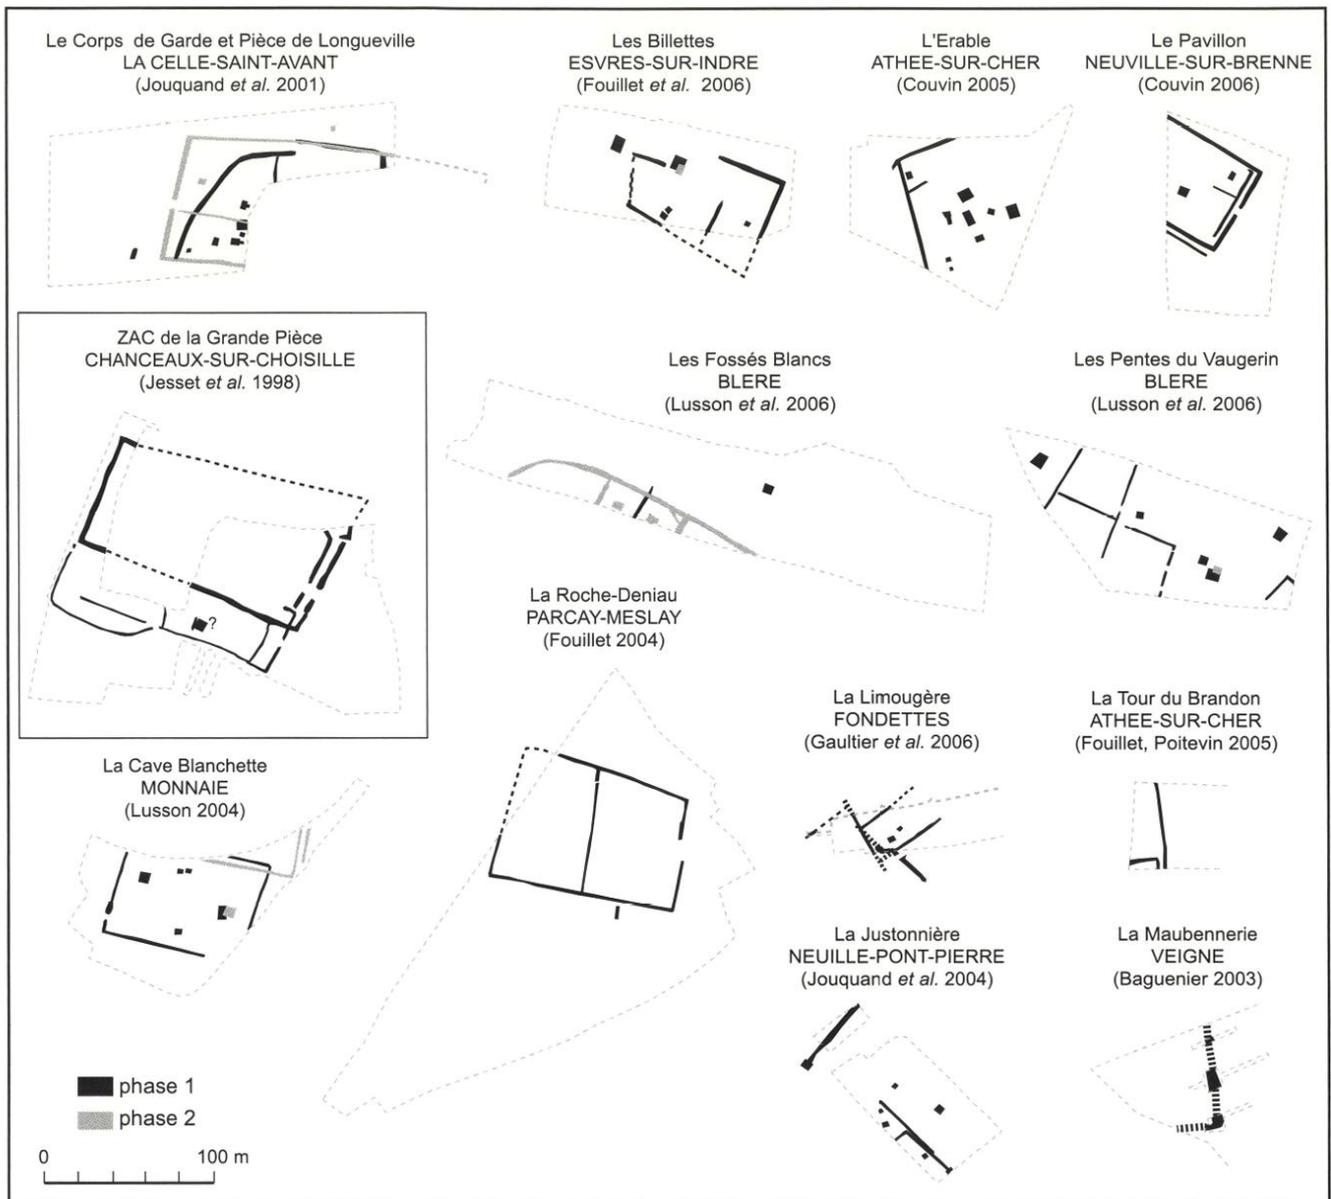 Le Corps de Garde et Pièce de Longueville
LA CELLE-SAINT-AVANT
(Jouquand et al. 2001)
Les Billettes
ESVRES-SUR-INDRE
(Fouillet et al. 2006)
L'Erable
ATHEE-SUR-CHER
(Couvin 2005)
Le Pavillon
NEUVILLE-SUR-BRENNE
(Couvin 2006)
ZAC de la Grande Pièce
CHANCEAUX-SUR-CHOISILLE
(Jesset et al. 1998)
?
Les Fossés Blancs
BLERE
(Lusson et al. 2006)
Les Pentes du Vaugerin
BLERE
(Lusson et al. 2006)
La Roche-Deniau
PARCAY-MESLAY
(Fouillet 2004)
La Limougère
FONDETTES
(Gaultier et al. 2006)
La Tour du Brandon
ATHEE-SUR-CHER
(Fouillet, Poitevin 2005)
La Cave Blanchette
MONNAIE
(Lusson 2004)
La Justonnière
NEUILLE-PONT-PIERRE
(Jouquand et al. 2004)
La Maubennerie
VEIGNE
(Baguenier 2003)
phase 1
phase 2
0 100 m